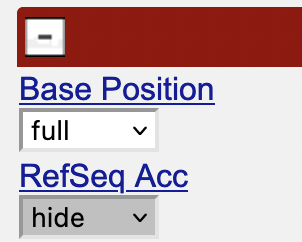 -
Base Position
full
RefSeq Acc
hide